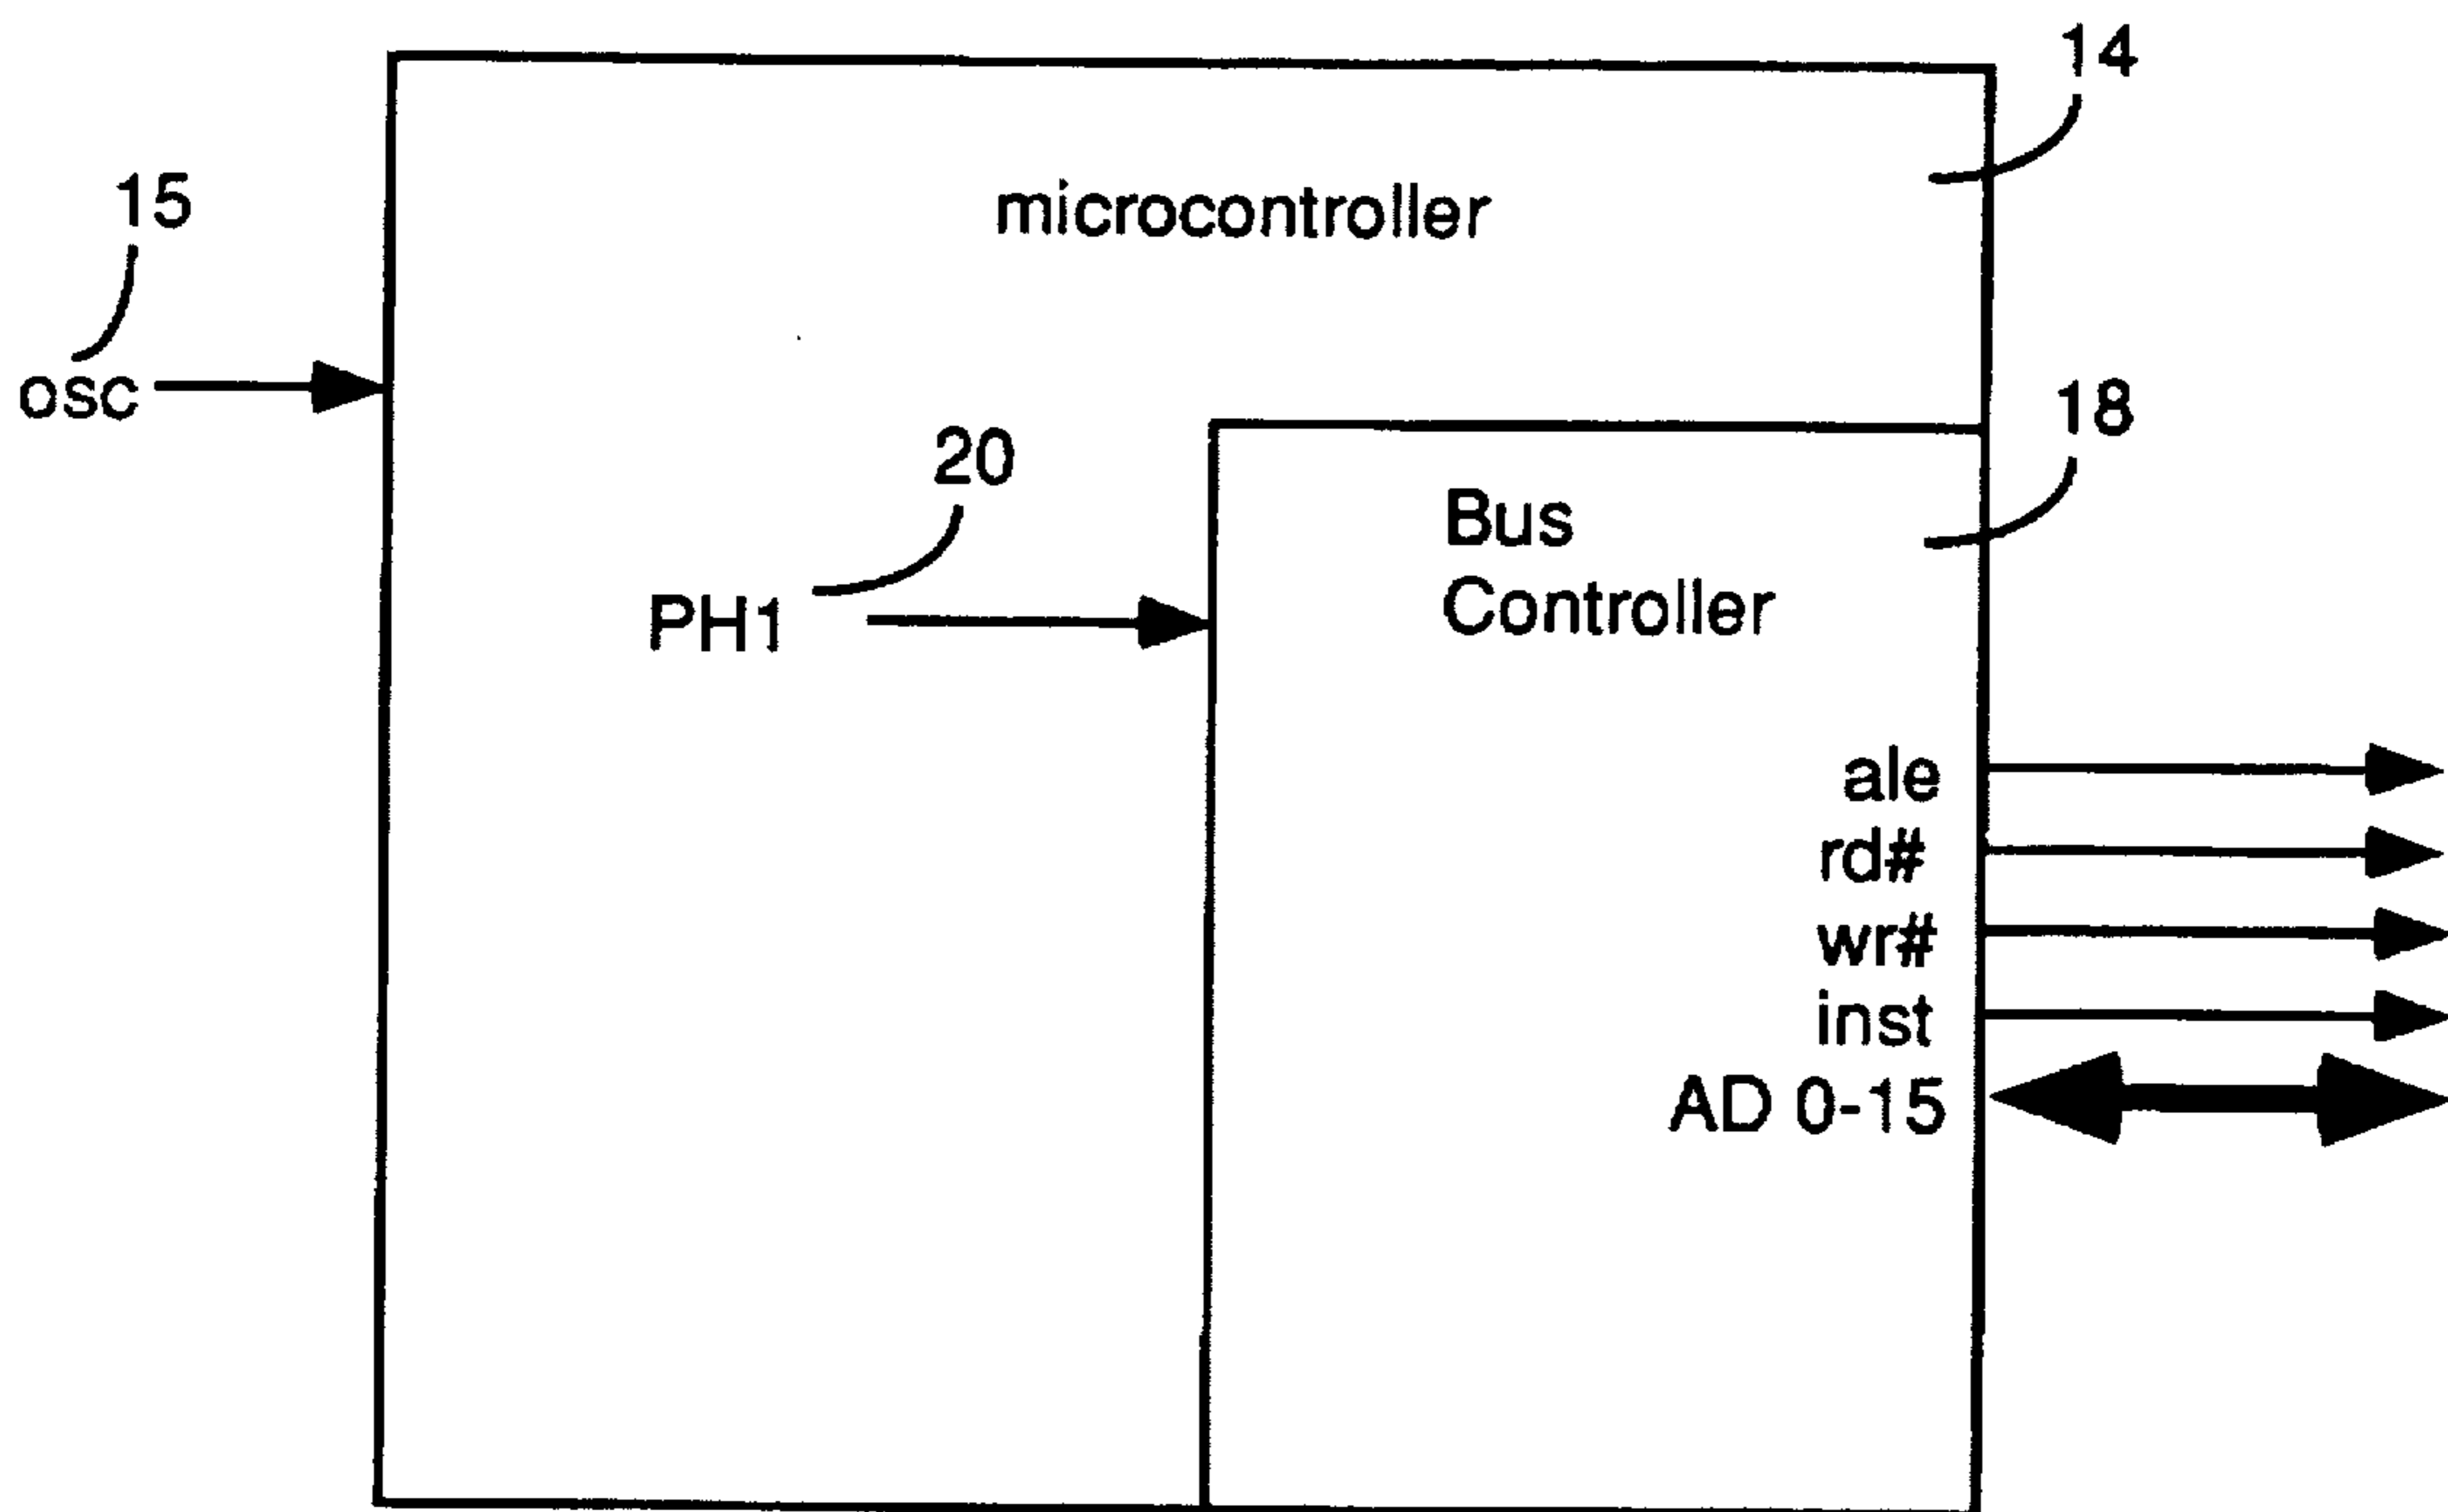 14
microcontroller
15
osc
18
20
Bus
Controller
PH1
ale
rd#
wr#
inst
AD 0-15